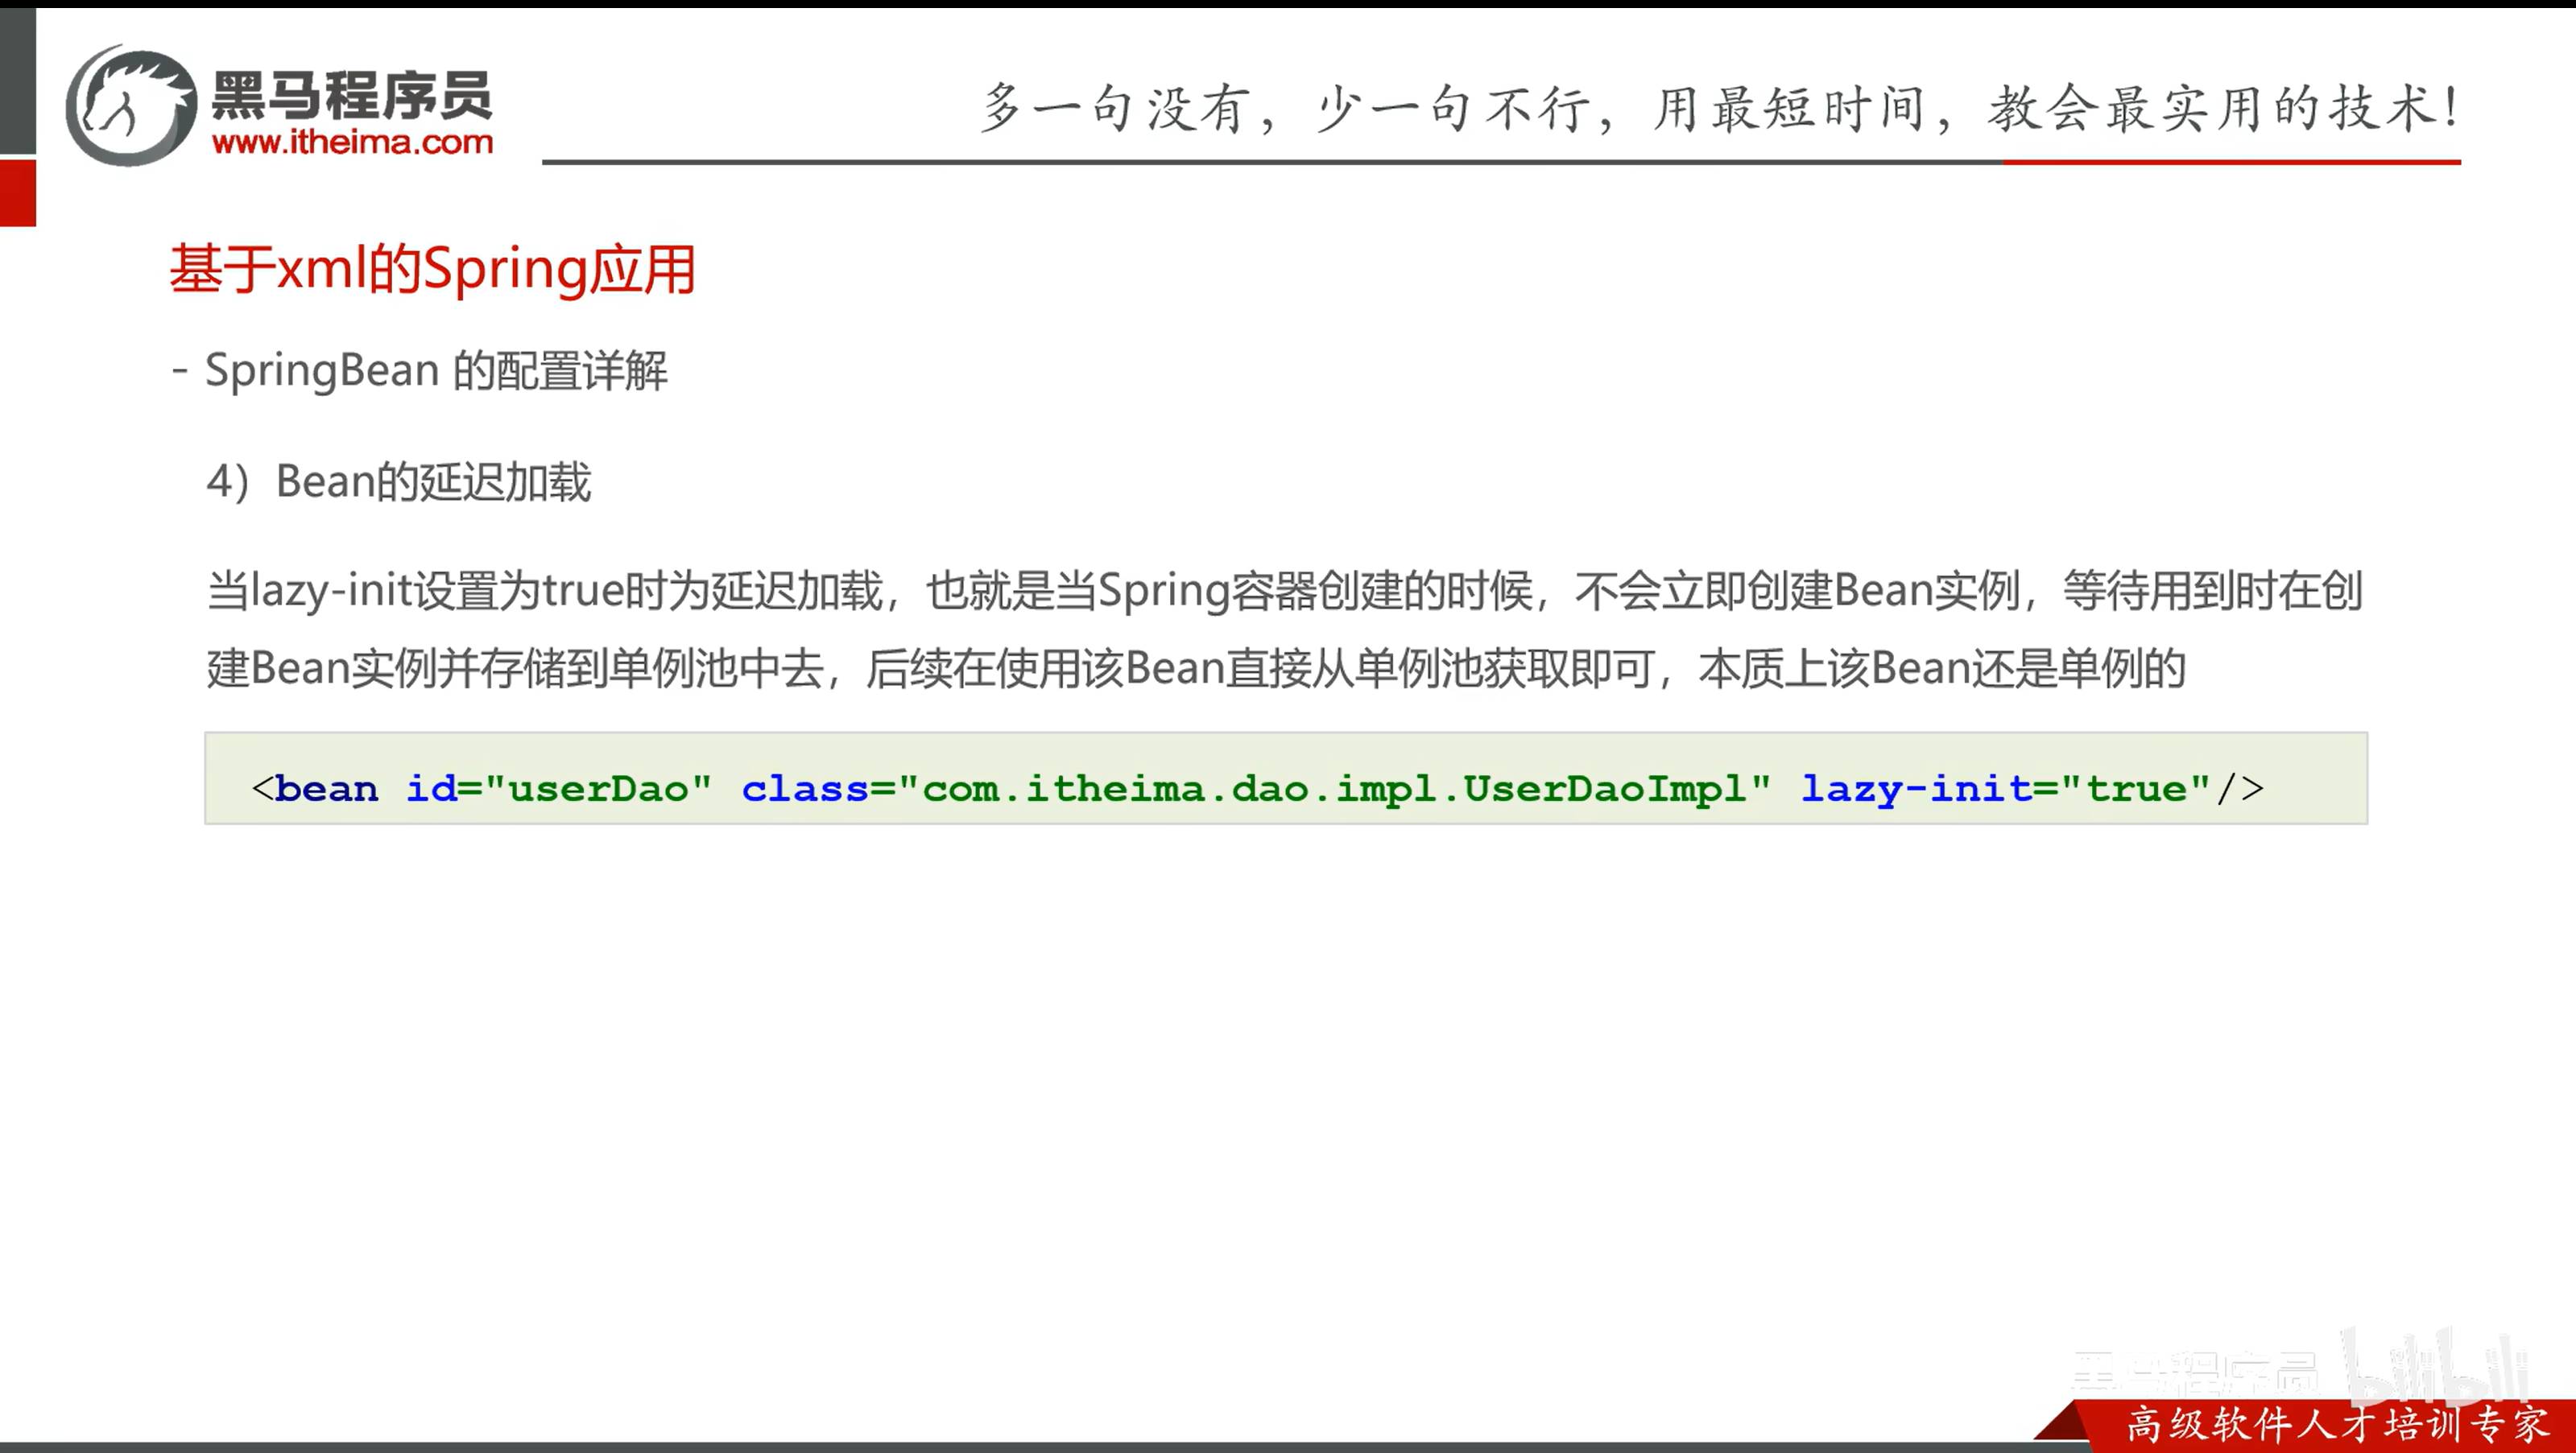 黑马程序员
www.itheima.com
多一句没有，少一句不行，用最短时间，教会最实用的技术！
基于xml的Spring应用
- SpringBean 的配置详解
4）Bean的延迟加载
当lazy-init设置为true时为延迟加载，也就是当Spring容器创建的时候，不会立即创建Bean实例，等待用到时在创
建Bean实例并存储到单例池中去，后续在使用该Bean直接从单例池获取即可，本质上该Bean还是单例的
<bean id="userDao" class="com.itheima.dao.impl.UserDaoImpl" lazy-init="true"/>
黑马程序员 bilibili
高级软件人才培训专家